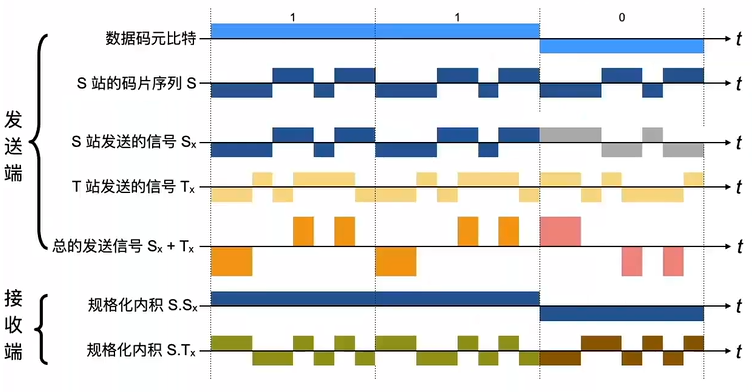 1 1 0
数据码元比特 t
S 站的码片序列 S t
发送端
S 站发送的信号 Sₓ t
T 站发送的信号 Tₓ t
总的发送信号 Sₓ + Tₓ t
接收端
规格化内积 S.Sₓ t
规格化内积 S.Tₓ t